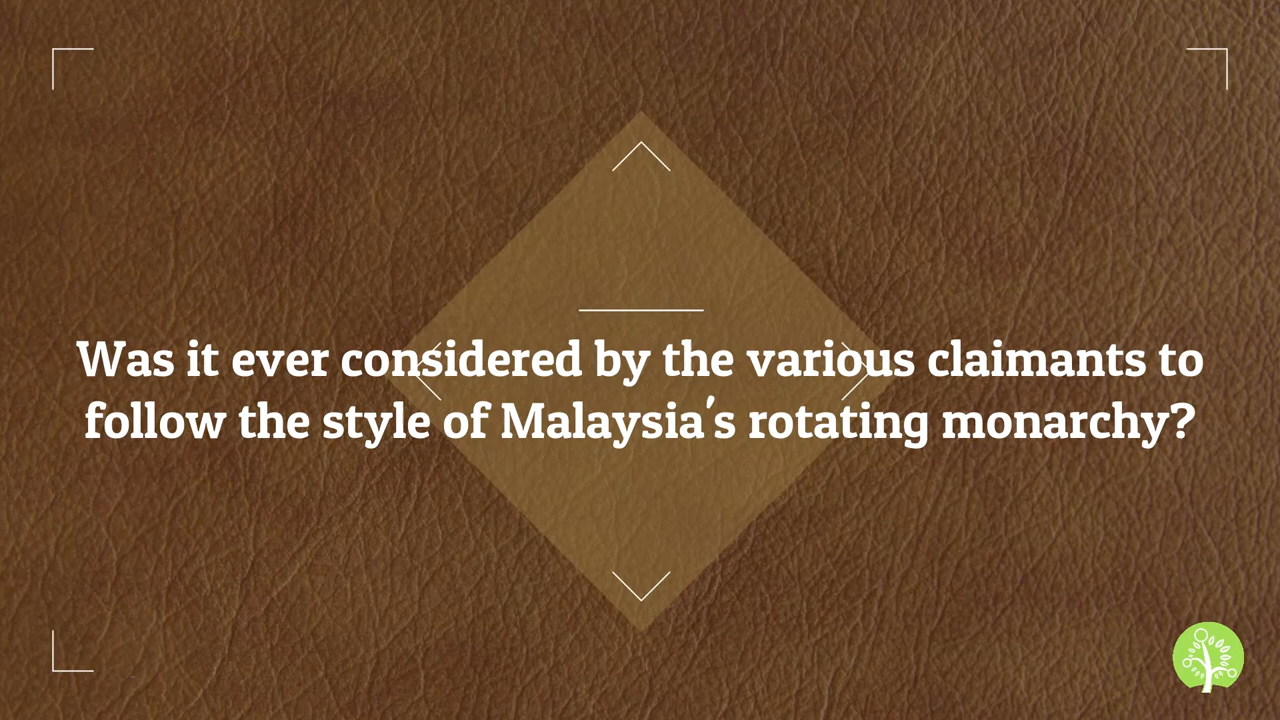 Was it ever considered by the various claimants to
follow the style of Malaysia's rotating monarchy?